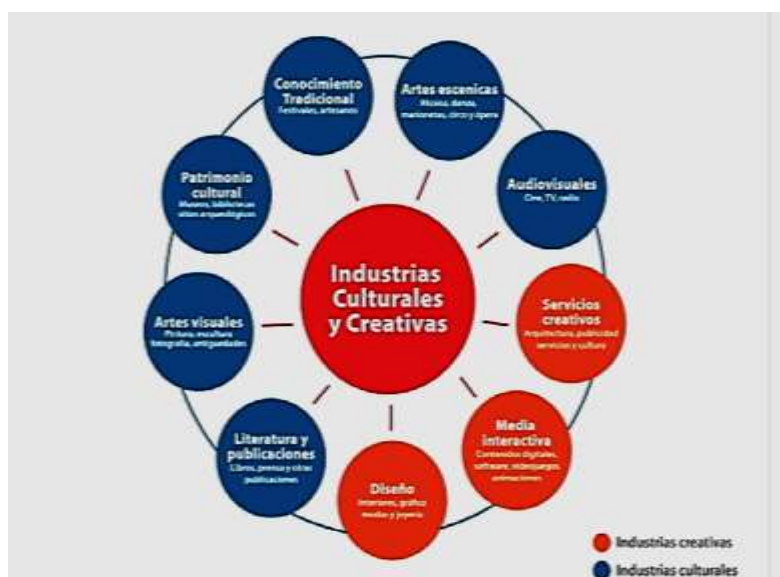 Conocimiento
Tradicional
Festivales, artesanos
Artes escenicas
Música, danza,
marionetas, circo y ópera
Patrimonio
cultural
Museos, bibliotecas
sitios arqueológicos
Audiovisuales
Cine, TV, radio
Industrias
Culturales
y Creativas
Artes visuales
Pintura, escultura
fotografía, antiguedades
Servicios
creativos
Arquitectura, publicidad
servicios y cultura
Literatura y
publicaciones
Libros, prensa y otras
publicaciones
Media
interactiva
Contenidos digitales,
software, videojuegos
animaciones
Diseño
Interiores, gráfico
modas y joyería
Industrias creativas
Industrias culturales